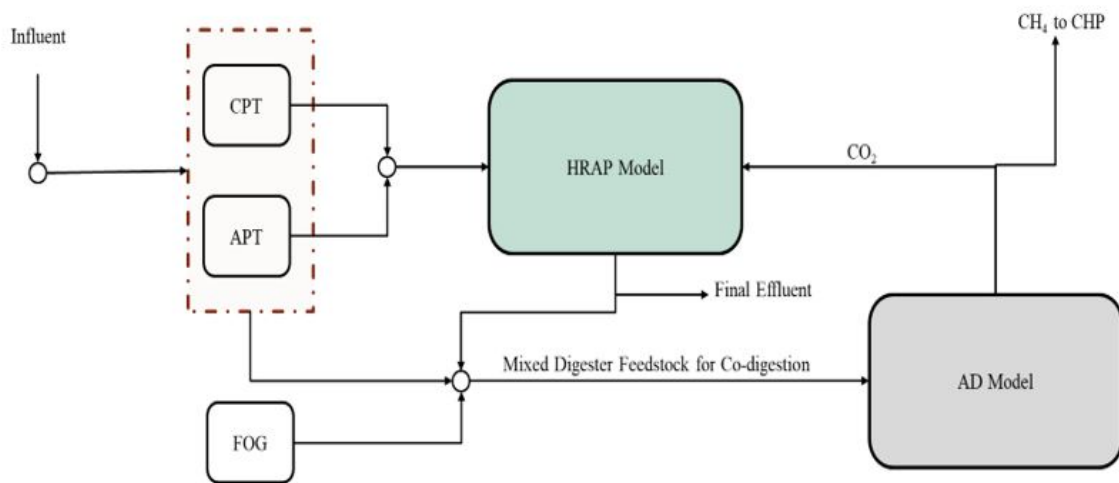 Influent
CH₄ to CHP
CPT
HRAP Model
CO₂
APT
Final Effluent
Mixed Digester Feedstock for Co-digestion
AD Model
FOG